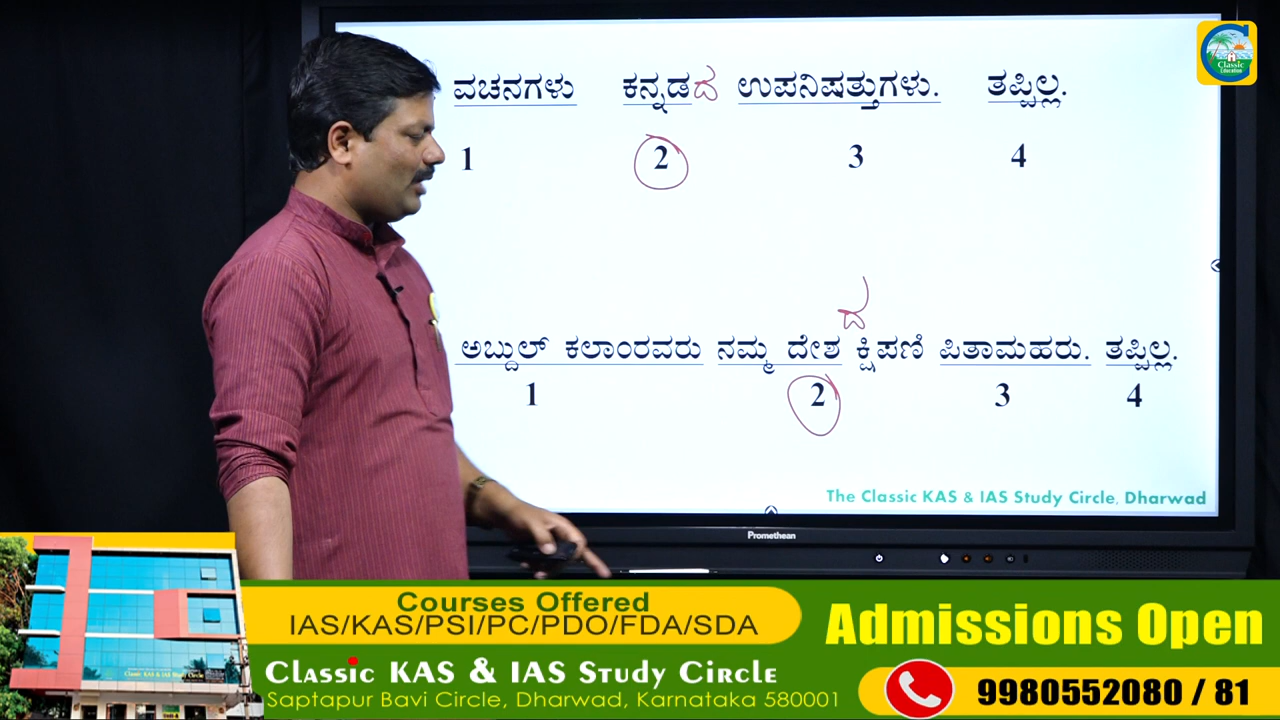 Classic
Education
ವಚನಗಳು ಕನ್ನಡದ ಉಪನಿಷತ್ತುಗಳು. ತಪ್ಪಿಲ್ಲ.
1 2 3 4
ದ
ಅಬ್ದುಲ್ ಕಲಾಂರವರು ನಮ್ಮ ದೇಶ ಕ್ಷಿಪಣಿ ಪಿತಾಮಹರು. ತಪ್ಪಿಲ್ಲ.
1 2 3 4
The Classic KAS & IAS Study Circle, Dharwad
Promethean
Courses Offered
IAS/KAS/PSI/PC/PDO/FDA/SDA
Admissions Open
Classic KAS & IAS Study Circle
Saptapur Bavi Circle, Dharwad, Karnataka 580001
9980552080 / 81